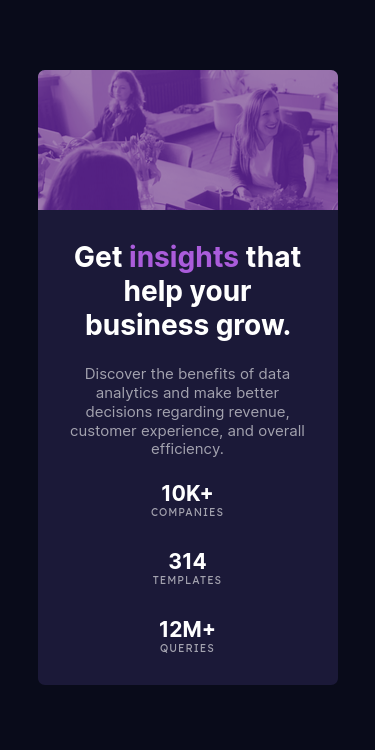 Get insights that
help your
business grow.
Discover the benefits of data
analytics and make better
decisions regarding revenue,
customer experience, and overall
efficiency.
10K+
COMPANIES
314
TEMPLATES
12M+
QUERIES